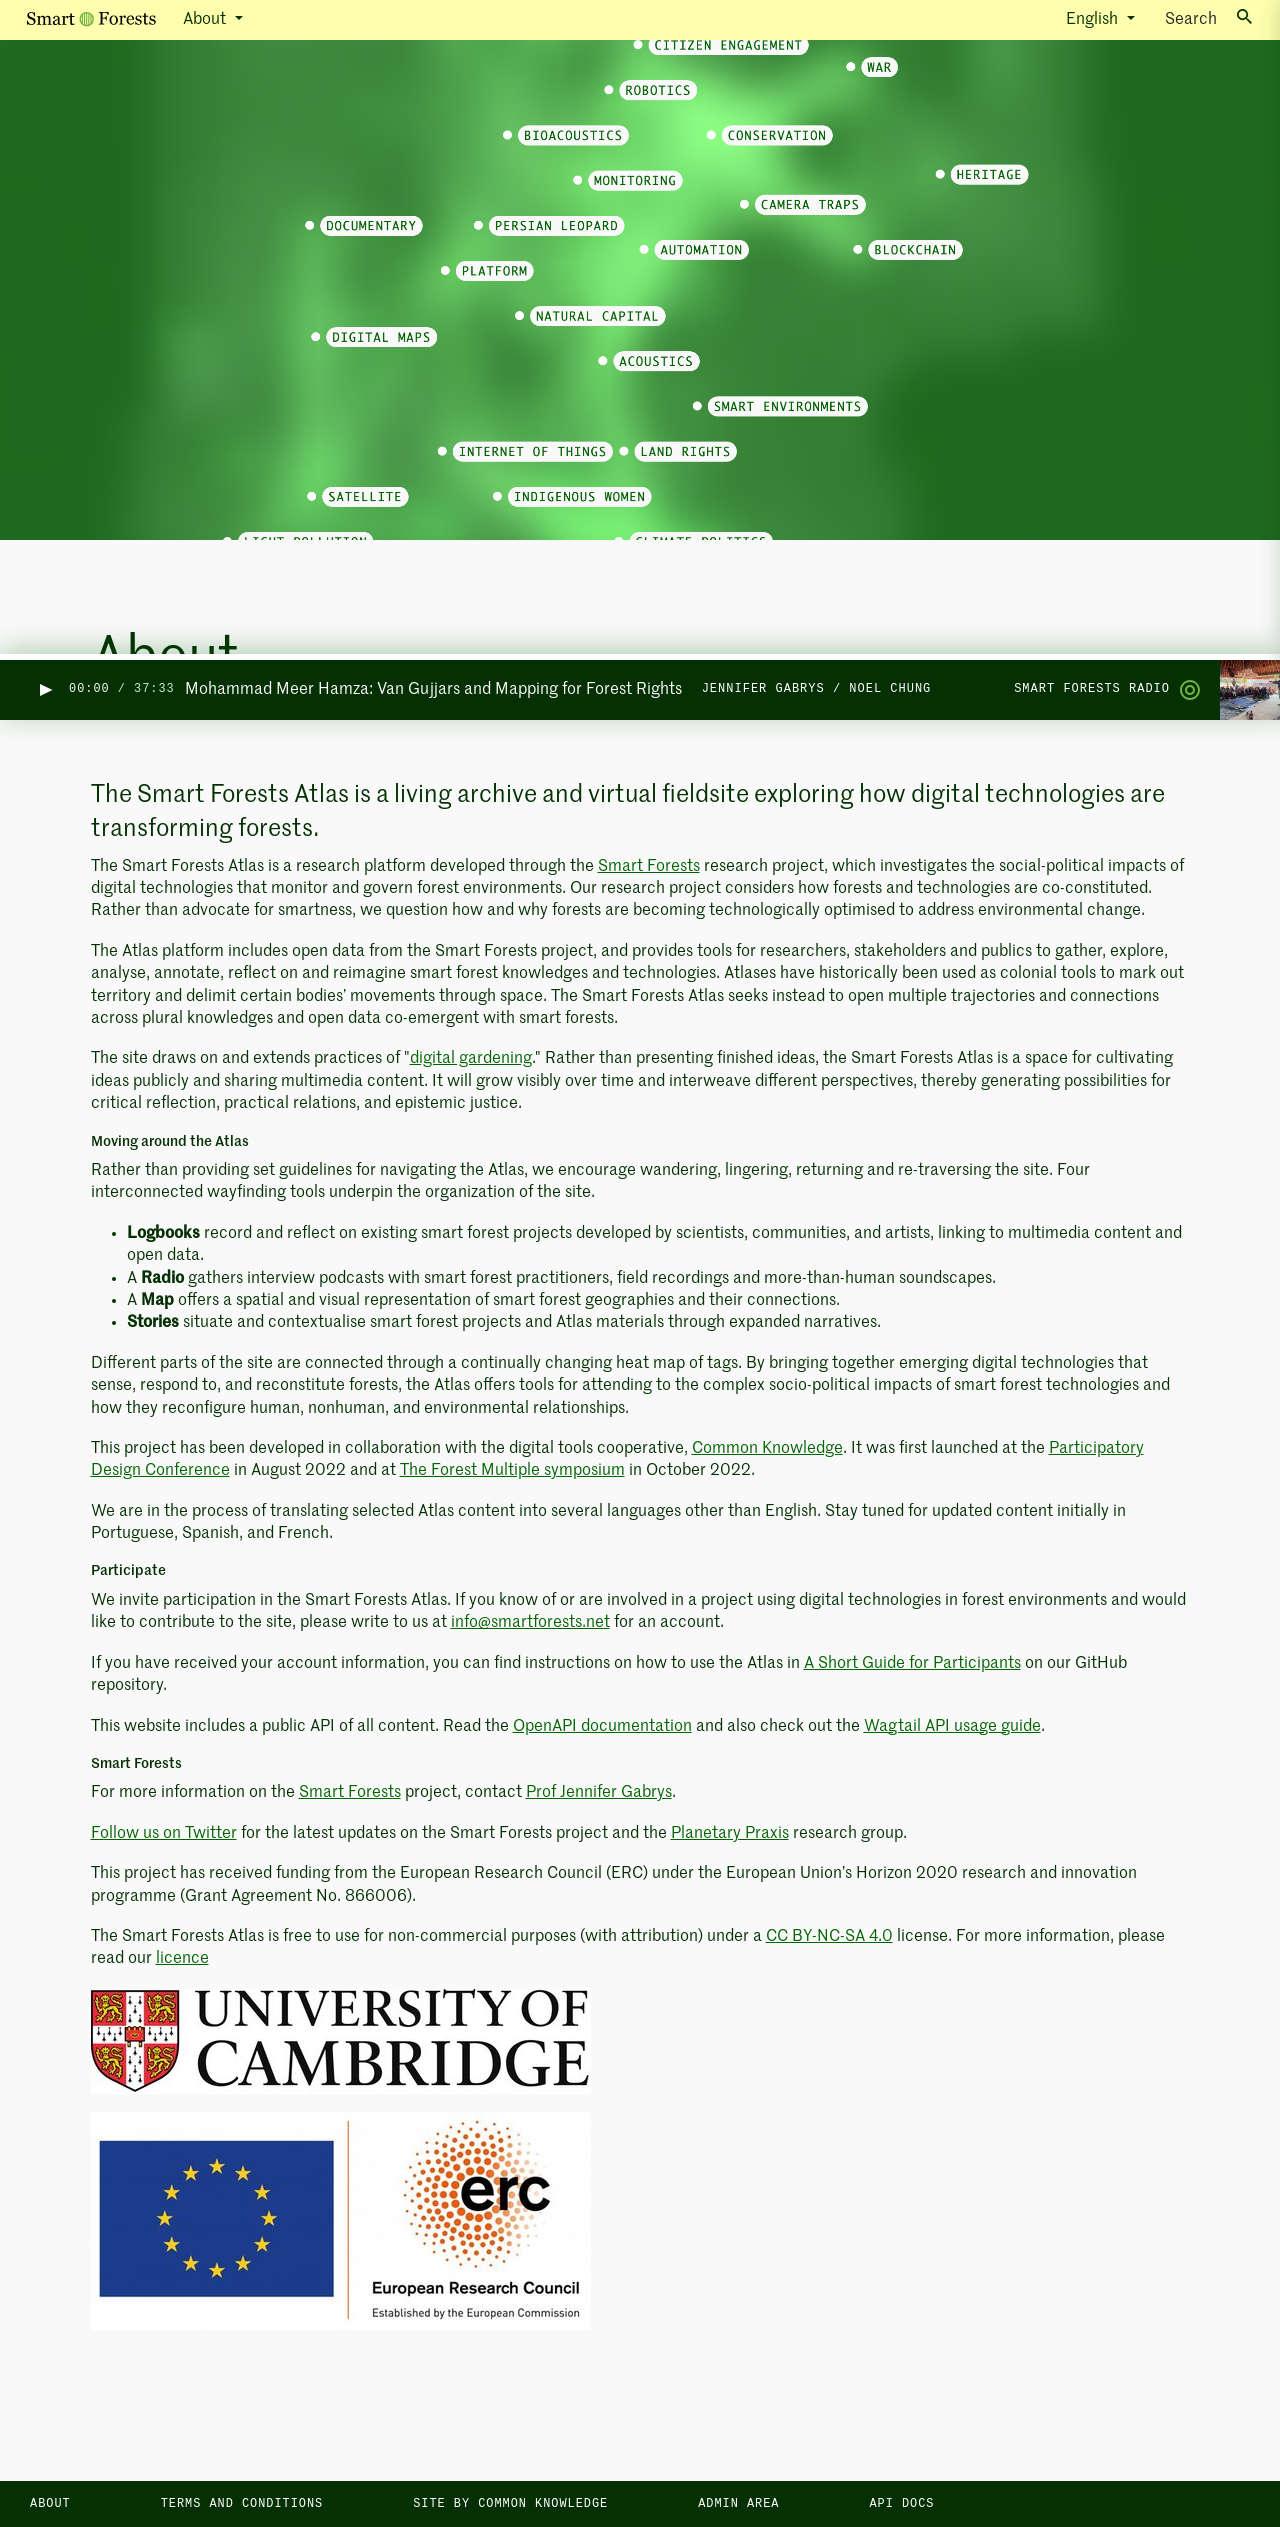 Smart Forests About English Search
CITIZEN ENGAGEMENT
WAR
ROBOTICS
BIOACOUSTICS CONSERVATION
HERITAGE
MONITORING
CAMERA TRAPS
DOCUMENTARY PERSIAN LEOPARD
AUTOMATION BLOCKCHAIN
PLATFORM
NATURAL CAPITAL
DIGITAL MAPS
ACOUSTICS
SMART ENVIRONMENTS
INTERNET OF THINGS LAND RIGHTS
SATELLITE INDIGENOUS WOMEN
LIGHT POLLUTION CLIMATE POLITICS
About
00:00 / 37:33 Mohammad Meer Hamza: Van Gujjars and Mapping for Forest Rights JENNIFER GABRYS / NOEL CHUNG SMART FORESTS RADIO
The Smart Forests Atlas is a living archive and virtual fieldsite exploring how digital technologies are
transforming forests.
The Smart Forests Atlas is a research platform developed through the Smart Forests research project, which investigates the social-political impacts of
digital technologies that monitor and govern forest environments. Our research project considers how forests and technologies are co-constituted.
Rather than advocate for smartness, we question how and why forests are becoming technologically optimised to address environmental change.
The Atlas platform includes open data from the Smart Forests project, and provides tools for researchers, stakeholders and publics to gather, explore,
analyse, annotate, reflect on and reimagine smart forest knowledges and technologies. Atlases have historically been used as colonial tools to mark out
territory and delimit certain bodies' movements through space. The Smart Forests Atlas seeks instead to open multiple trajectories and connections
across plural knowledges and open data co-emergent with smart forests.
The site draws on and extends practices of "digital gardening." Rather than presenting finished ideas, the Smart Forests Atlas is a space for cultivating
ideas publicly and sharing multimedia content. It will grow visibly over time and interweave different perspectives, thereby generating possibilities for
critical reflection, practical relations, and epistemic justice.
Moving around the Atlas
Rather than providing set guidelines for navigating the Atlas, we encourage wandering, lingering, returning and re-traversing the site. Four
interconnected wayfinding tools underpin the organization of the site.
• Logbooks record and reflect on existing smart forest projects developed by scientists, communities, and artists, linking to multimedia content and
open data.
• A Radio gathers interview podcasts with smart forest practitioners, field recordings and more-than-human soundscapes.
• A Map offers a spatial and visual representation of smart forest geographies and their connections.
• Stories situate and contextualise smart forest projects and Atlas materials through expanded narratives.
Different parts of the site are connected through a continually changing heat map of tags. By bringing together emerging digital technologies that
sense, respond to, and reconstitute forests, the Atlas offers tools for attending to the complex socio-political impacts of smart forest technologies and
how they reconfigure human, nonhuman, and environmental relationships.
This project has been developed in collaboration with the digital tools cooperative, Common Knowledge. It was first launched at the Participatory
Design Conference in August 2022 and at The Forest Multiple symposium in October 2022.
We are in the process of translating selected Atlas content into several languages other than English. Stay tuned for updated content initially in
Portuguese, Spanish, and French.
Participate
We invite participation in the Smart Forests Atlas. If you know of or are involved in a project using digital technologies in forest environments and would
like to contribute to the site, please write to us at info@smartforests.net for an account.
If you have received your account information, you can find instructions on how to use the Atlas in A Short Guide for Participants on our GitHub
repository.
This website includes a public API of all content. Read the OpenAPI documentation and also check out the Wagtail API usage guide.
Smart Forests
For more information on the Smart Forests project, contact Prof Jennifer Gabrys.
Follow us on Twitter for the latest updates on the Smart Forests project and the Planetary Praxis research group.
This project has received funding from the European Research Council (ERC) under the European Union's Horizon 2020 research and innovation
programme (Grant Agreement No. 866006).
The Smart Forests Atlas is free to use for non-commercial purposes (with attribution) under a CC BY-NC-SA 4.0 license. For more information, please
read our licence
UNIVERSITY OF
CAMBRIDGE
erc
European Research Council
Established by the European Commission
ABOUT TERMS AND CONDITIONS SITE BY COMMON KNOWLEDGE ADMIN AREA API DOCS